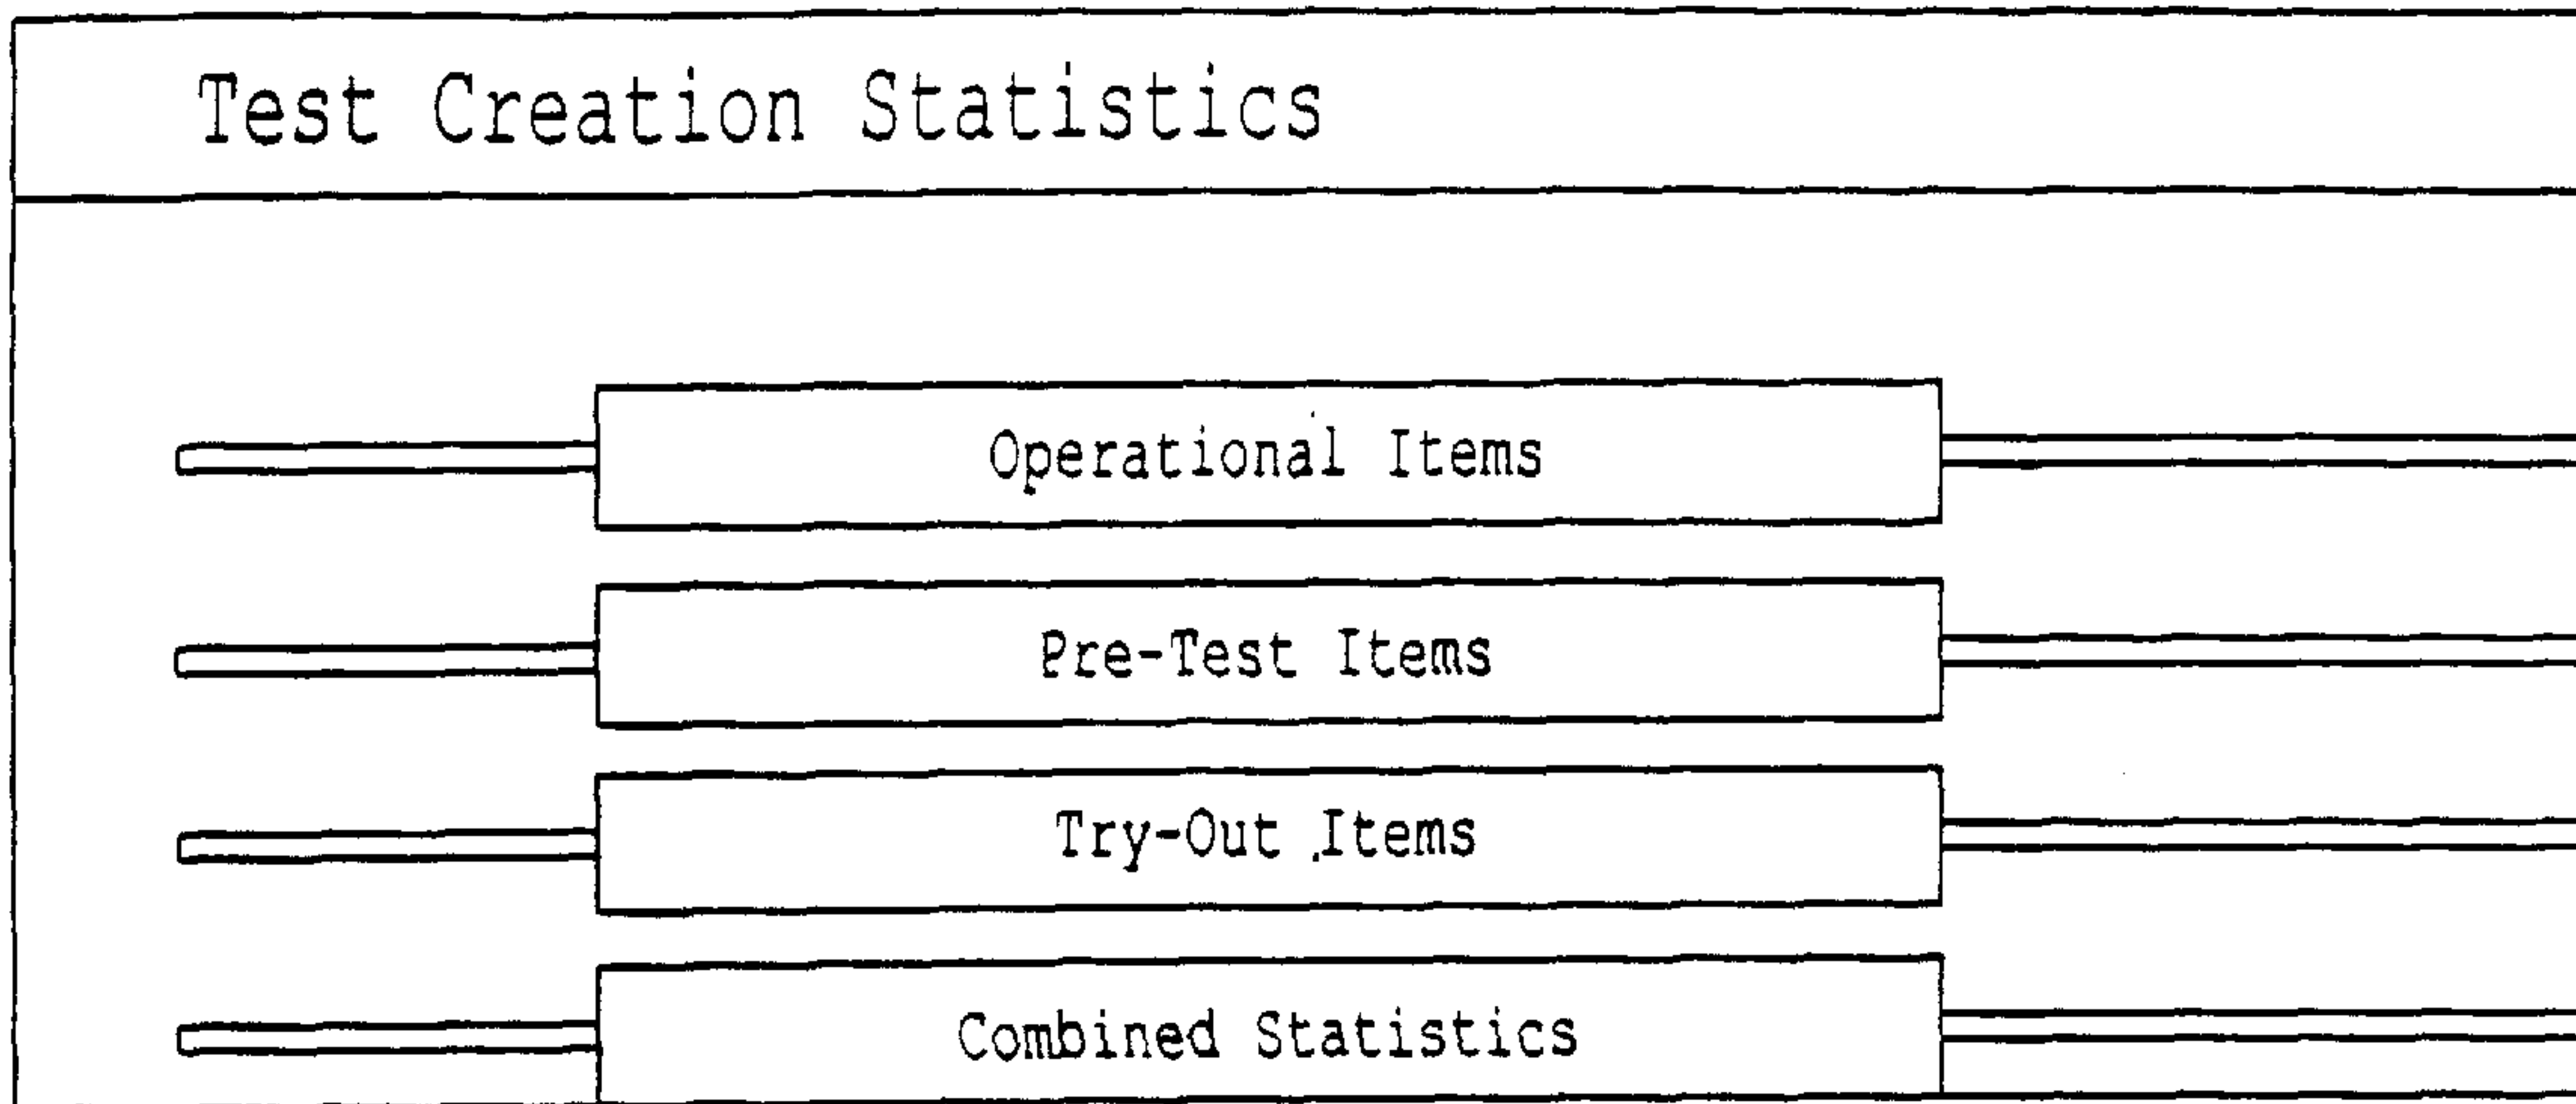 Test Creation Statistics
Operational Items
Pre-Test Items
Try-Out Items
Combined Statistics